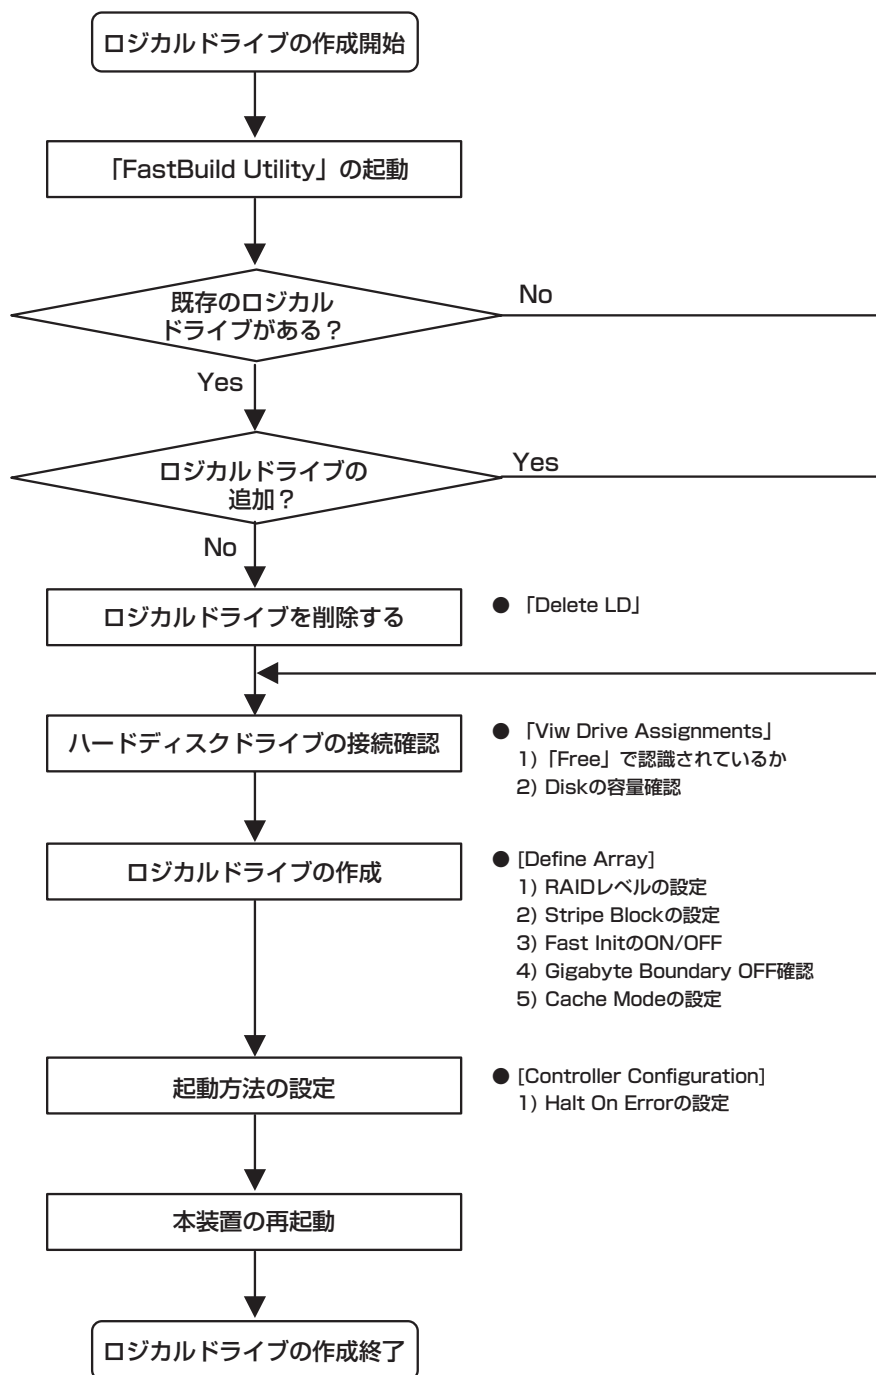 ロジカルドライブの作成開始
「FastBuild Utility」の起動
既存のロジカル
ドライブがある?
No
Yes
ロジカルドライブの
追加?
Yes
No
ロジカルドライブを削除する
● 「Delete LD」
ハードディスクドライブの接続確認
● 「Viw Drive Assignments」
1)「Free」で認識されているか
2) Diskの容量確認
ロジカルドライブの作成
● [Define Array]
1) RAIDレベルの設定
2) Stripe Blockの設定
3) Fast InitのON/OFF
4) Gigabyte Boundary OFF確認
5) Cache Modeの設定
起動方法の設定
● [Controller Configuration]
1) Halt On Errorの設定
本装置の再起動
ロジカルドライブの作成終了